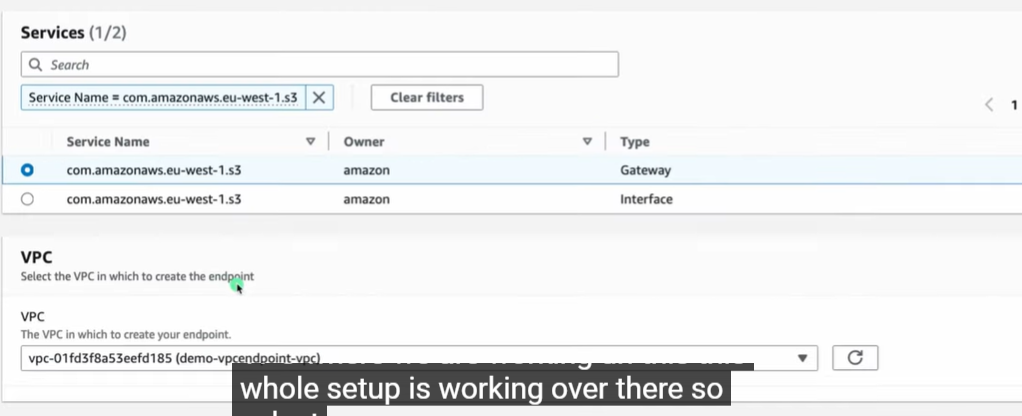 Services (1/2)
Search
Service Name = com.amazonaws.eu-west-1.s3
Clear filters
1
Service Name Owner Type
com.amazonaws.eu-west-1.s3 amazon Gateway
com.amazonaws.eu-west-1.s3 amazon Interface
VPC
Select the VPC in which to create the endpoint
VPC
The VPC in which to create your endpoint.
vpc-01fd3f8a53eefd185 (demo-vpcendpoint-vpc)
whole setup is working over there so